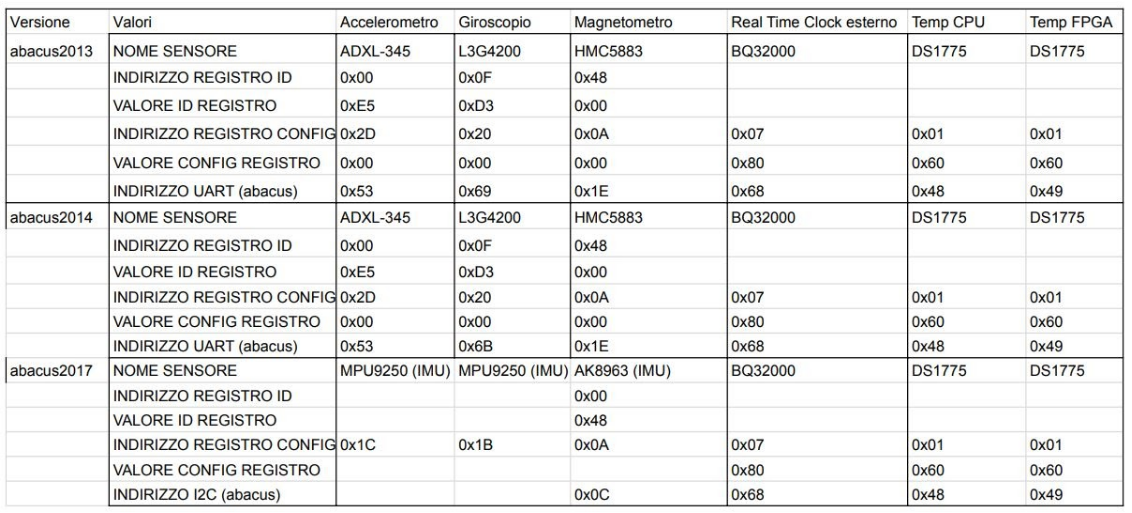 Versione Valori Accelerometro Giroscopio Magnetometro Real Time Clock esterno Temp CPU Temp FPGA
abacus2013 NOME SENSORE ADXL-345 L3G4200 HMC5883 BQ32000 DS1775 DS1775
INDIRIZZO REGISTRO ID 0x00 0x0F 0x48
VALORE ID REGISTRO 0xE5 0xD3 0x00
INDIRIZZO REGISTRO CONFIG 0x2D 0x20 0x0A 0x07 0x01 0x01
VALORE CONFIG REGISTRO 0x00 0x00 0x00 0x80 0x60 0x60
INDIRIZZO UART (abacus) 0x53 0x69 0x1E 0x68 0x48 0x49
abacus2014 NOME SENSORE ADXL-345 L3G4200 HMC5883 BQ32000 DS1775 DS1775
INDIRIZZO REGISTRO ID 0x00 0x0F 0x48
VALORE ID REGISTRO 0xE5 0xD3 0x00
INDIRIZZO REGISTRO CONFIG 0x2D 0x20 0x0A 0x07 0x01 0x01
VALORE CONFIG REGISTRO 0x00 0x00 0x00 0x80 0x60 0x60
INDIRIZZO UART (abacus) 0x53 0x6B 0x1E 0x68 0x48 0x49
abacus2017 NOME SENSORE MPU9250 (IMU) MPU9250 (IMU) AK8963 (IMU) BQ32000 DS1775 DS1775
INDIRIZZO REGISTRO ID 0x00
VALORE ID REGISTRO 0x48
INDIRIZZO REGISTRO CONFIG 0x1C 0x1B 0x0A 0x07 0x01 0x01
VALORE CONFIG REGISTRO 0x80 0x60 0x60
INDIRIZZO I2C (abacus) 0x0C 0x68 0x48 0x49